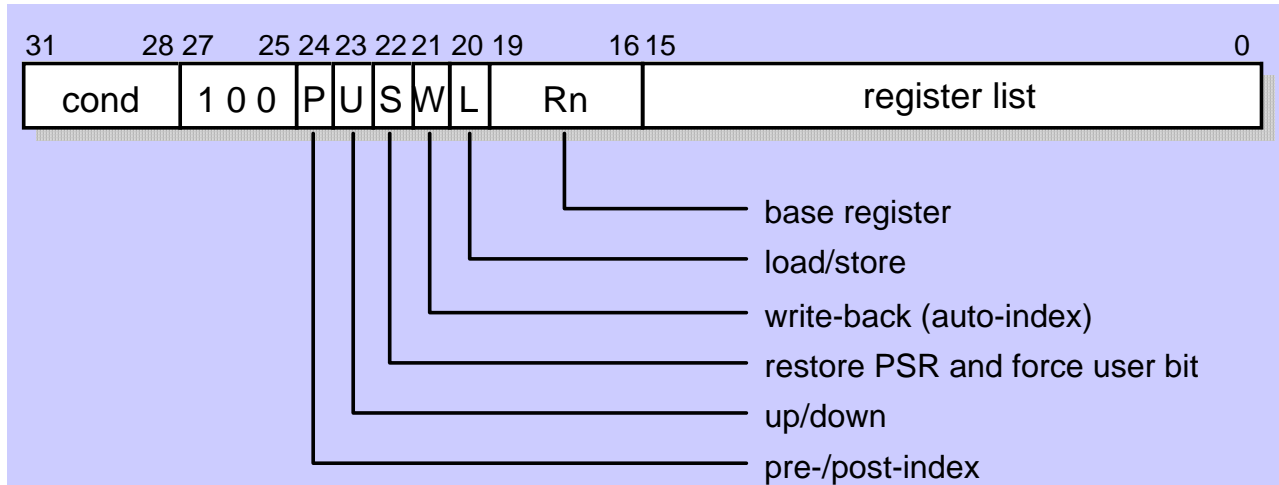 31 28 27 25 24 23 22 21 20 19 16 15 0
cond 1 0 0 P U S W L Rn register list
base register
load/store
write-back (auto-index)
restore PSR and force user bit
up/down
pre-/post-index